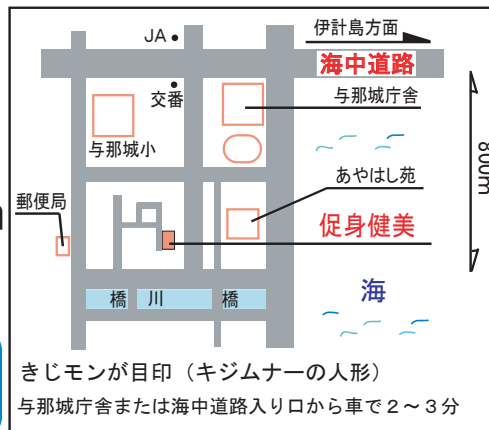 伊計島方面
JA
海中道路
交番
与那城庁舎
与那城小
800m
あやはし苑
郵便局
促身健美
海
橋 川 橋
きじモンが目印（キジムナーの人形）
与那城庁舎または海中道路入り口から車で２～３分